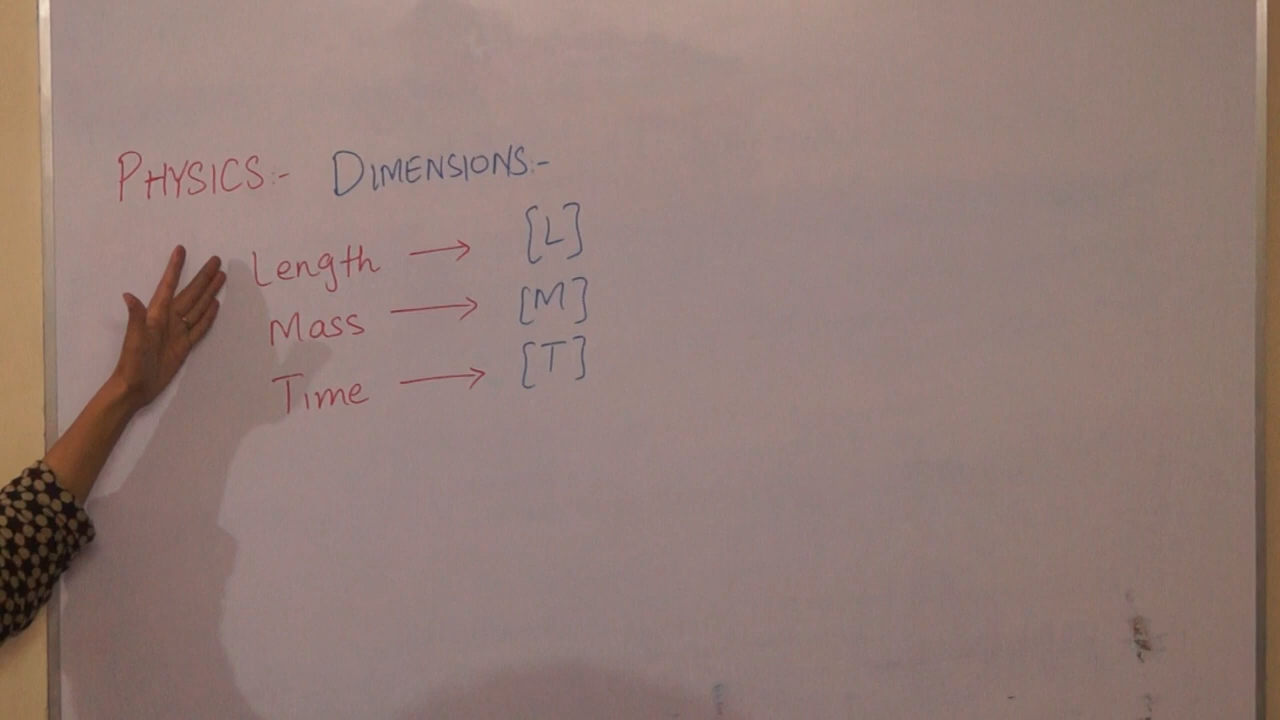 PHYSICS:- DIMENSIONS:-
Length → [L]
Mass → [M]
Time → [T]